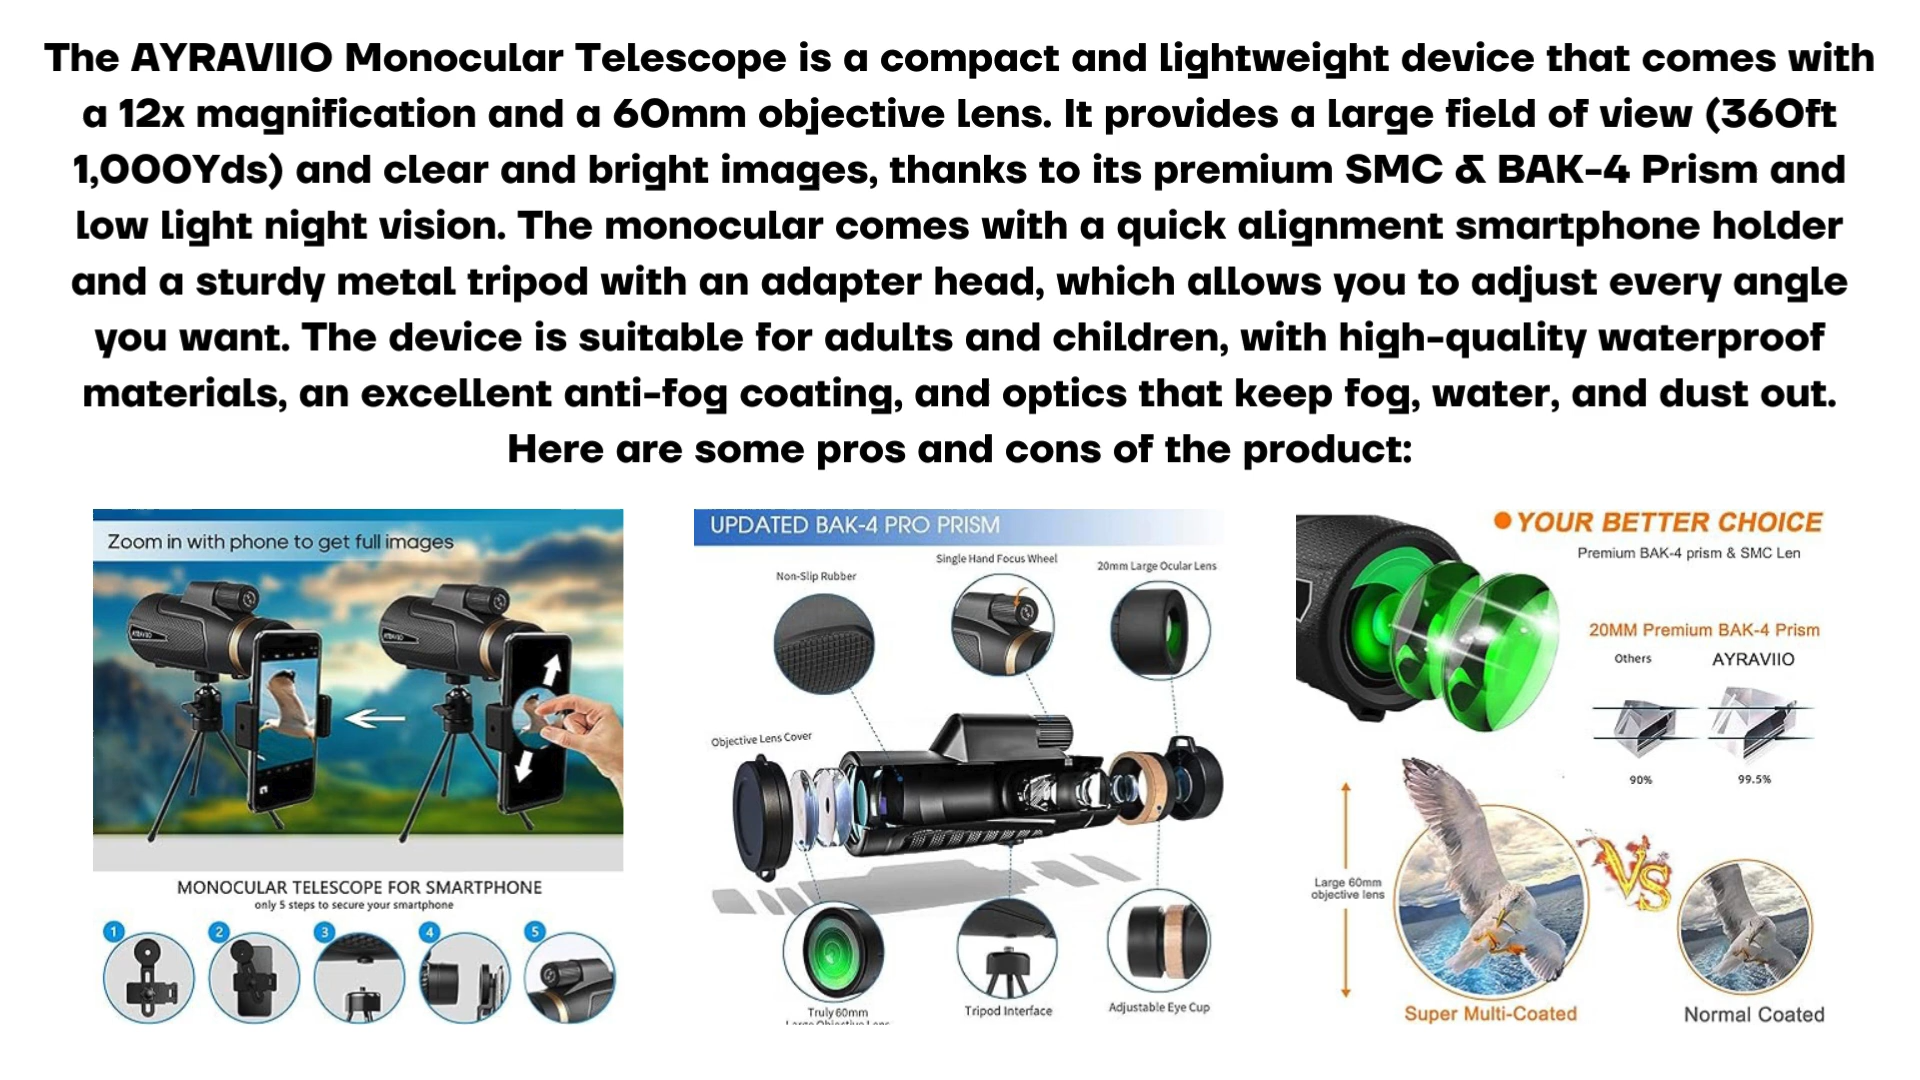 The AYRAVIIO Monocular Telescope is a compact and lightweight device that comes with
a 12x magnification and a 60mm objective lens. It provides a large field of view (360ft
1,000Yds) and clear and bright images, thanks to its premium SMC & BAK-4 Prism and
low light night vision. The monocular comes with a quick alignment smartphone holder
and a sturdy metal tripod with an adapter head, which allows you to adjust every angle
you want. The device is suitable for adults and children, with high-quality waterproof
materials, an excellent anti-fog coating, and optics that keep fog, water, and dust out.
Here are some pros and cons of the product:
Zoom in with phone to get full images
AYRAVIIO
AYRAVIIO
MONOCULAR TELESCOPE FOR SMARTPHONE
only 5 steps to secure your smartphone
1
2
3
4
5
UPDATED BAK-4 PRO PRISM
Single Hand Focus Wheel
Non-Slip Rubber
20mm Large Ocular Lens
Objective Lens Cover
Truly 60mm
Large Objective Lens
Tripod Interface
Adjustable Eye Cup
YOUR BETTER CHOICE
Premium BAK-4 prism & SMC Len
20MM Premium BAK-4 Prism
Others
AYRAVIIO
90%
99.5%
Large 60mm
objective lens
VS
Super Multi-Coated
Normal Coated